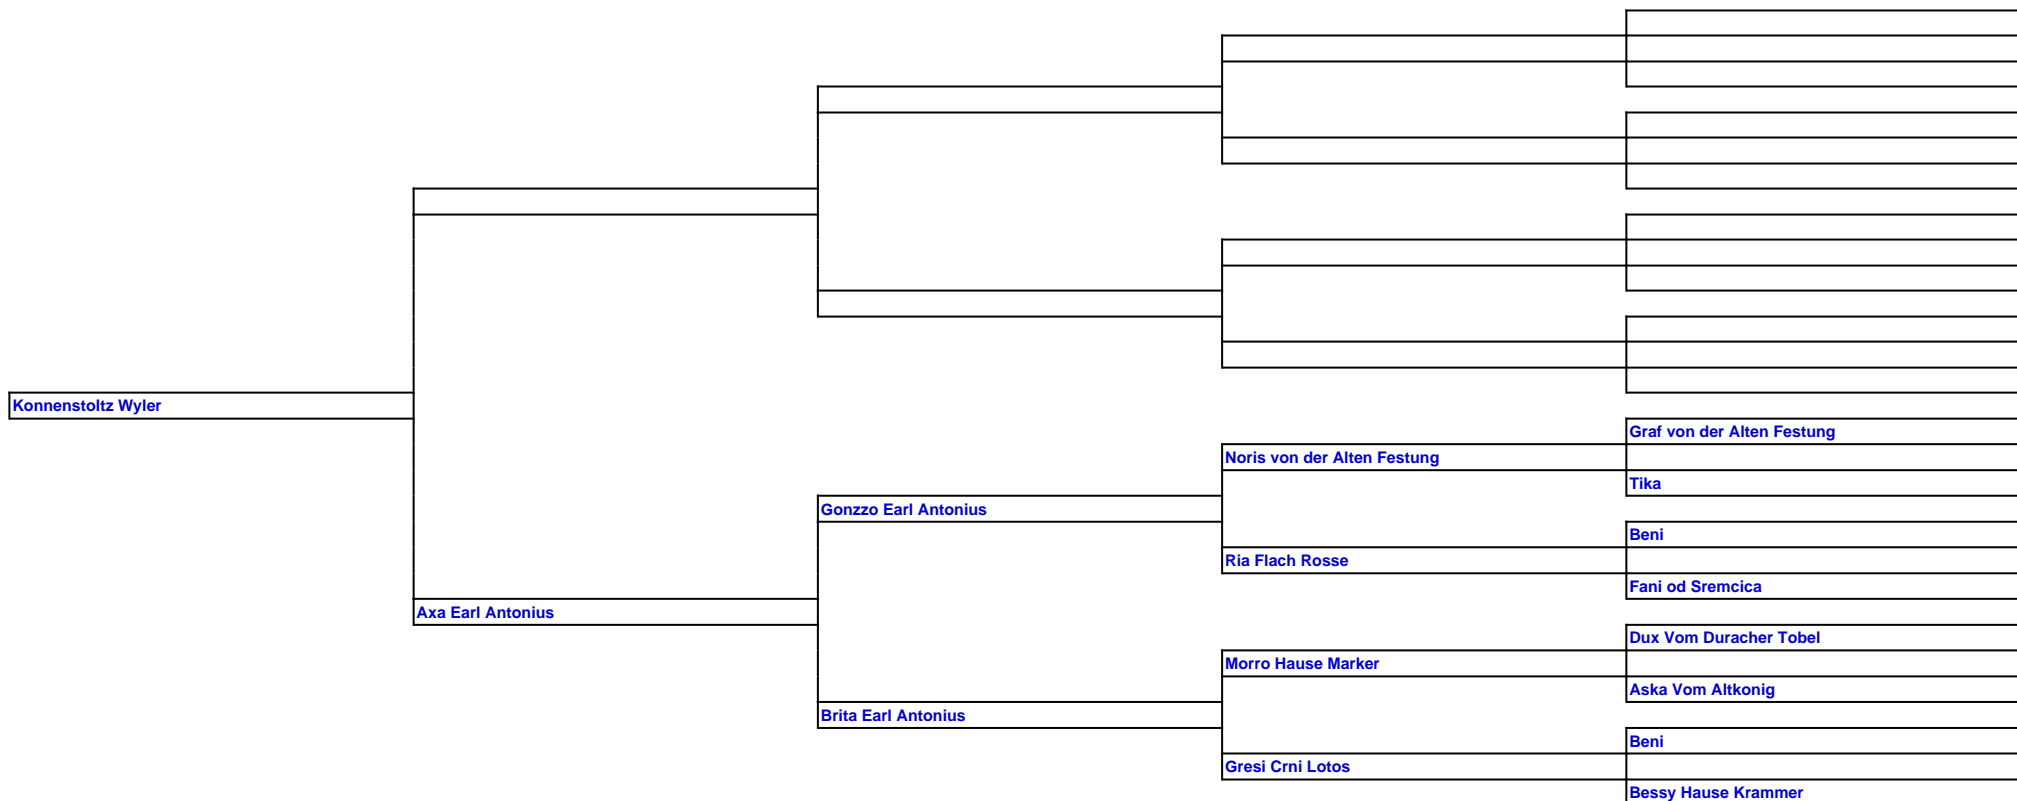 Konnenstoltz Wyler
Graf von der Alten Festung
Noris von der Alten Festung
Tika
Gonzzo Earl Antonius
Beni
Ria Flach Rosse
Fani od Sremcica
Axa Earl Antonius
Dux Vom Duracher Tobel
Morro Hause Marker
Aska Vom Altkonig
Brita Earl Antonius
Beni
Gresi Crni Lotos
Bessy Hause Krammer